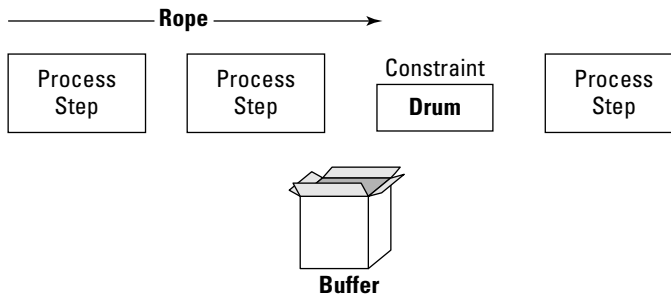 Rope
Process
Step
Process
Step
Constraint
Drum
Process
Step
Buffer